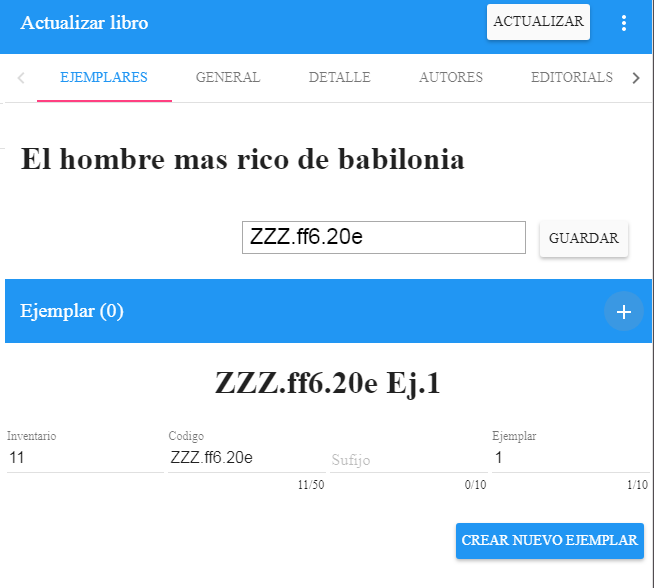 Actualizar libro ACTUALIZAR
EJEMPLARES GENERAL DETALLE AUTORES EDITORIALS
El hombre mas rico de babilonia
ZZZ.ff6.20e GUARDAR
Ejemplar (0)
ZZZ.ff6.20e Ej.1
Inventario Codigo Ejemplar
11 ZZZ.ff6.20e Sufijo 1
11/50 0/10 1/10
CREAR NUEVO EJEMPLAR